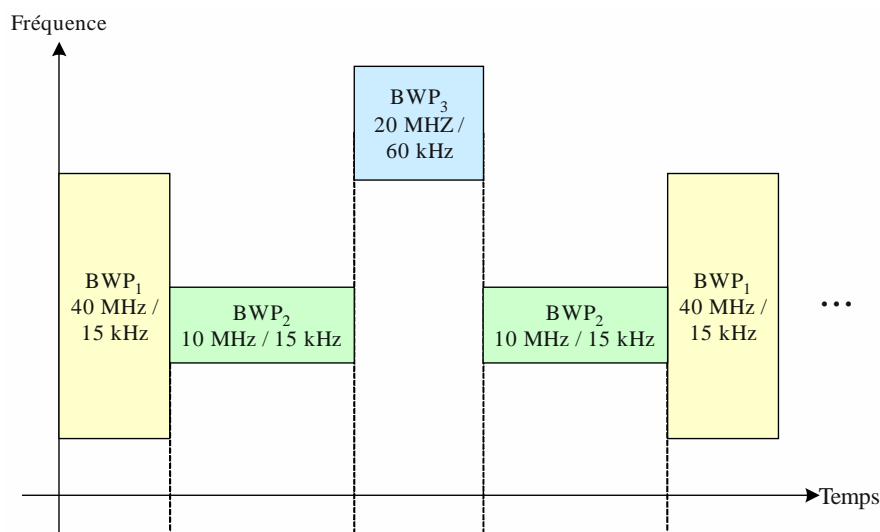 Fréquence
BWP₃
20 MHZ /
60 kHz
BWP₁
40 MHz /
15 kHz
BWP₂
10 MHz / 15 kHz
BWP₂
10 MHz / 15 kHz
BWP₁
40 MHz /
15 kHz
...
Temps